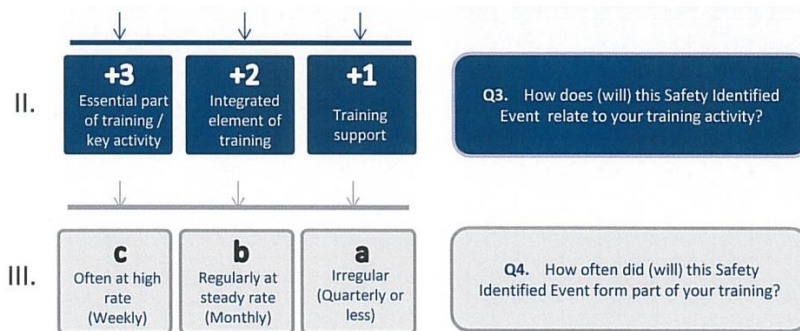 II.
+3
Essential part
of training /
key activity
+2
Integrated
element of
training
+1
Training
support
Q3. How does (will) this Safety Identified
Event relate to your training activity?
III.
c
Often at high
rate
(Weekly)
b
Regularly at
steady rate
(Monthly)
a
Irregular
(Quarterly or
less)
Q4. How often did (will) this Safety
Identified Event form part of your training?